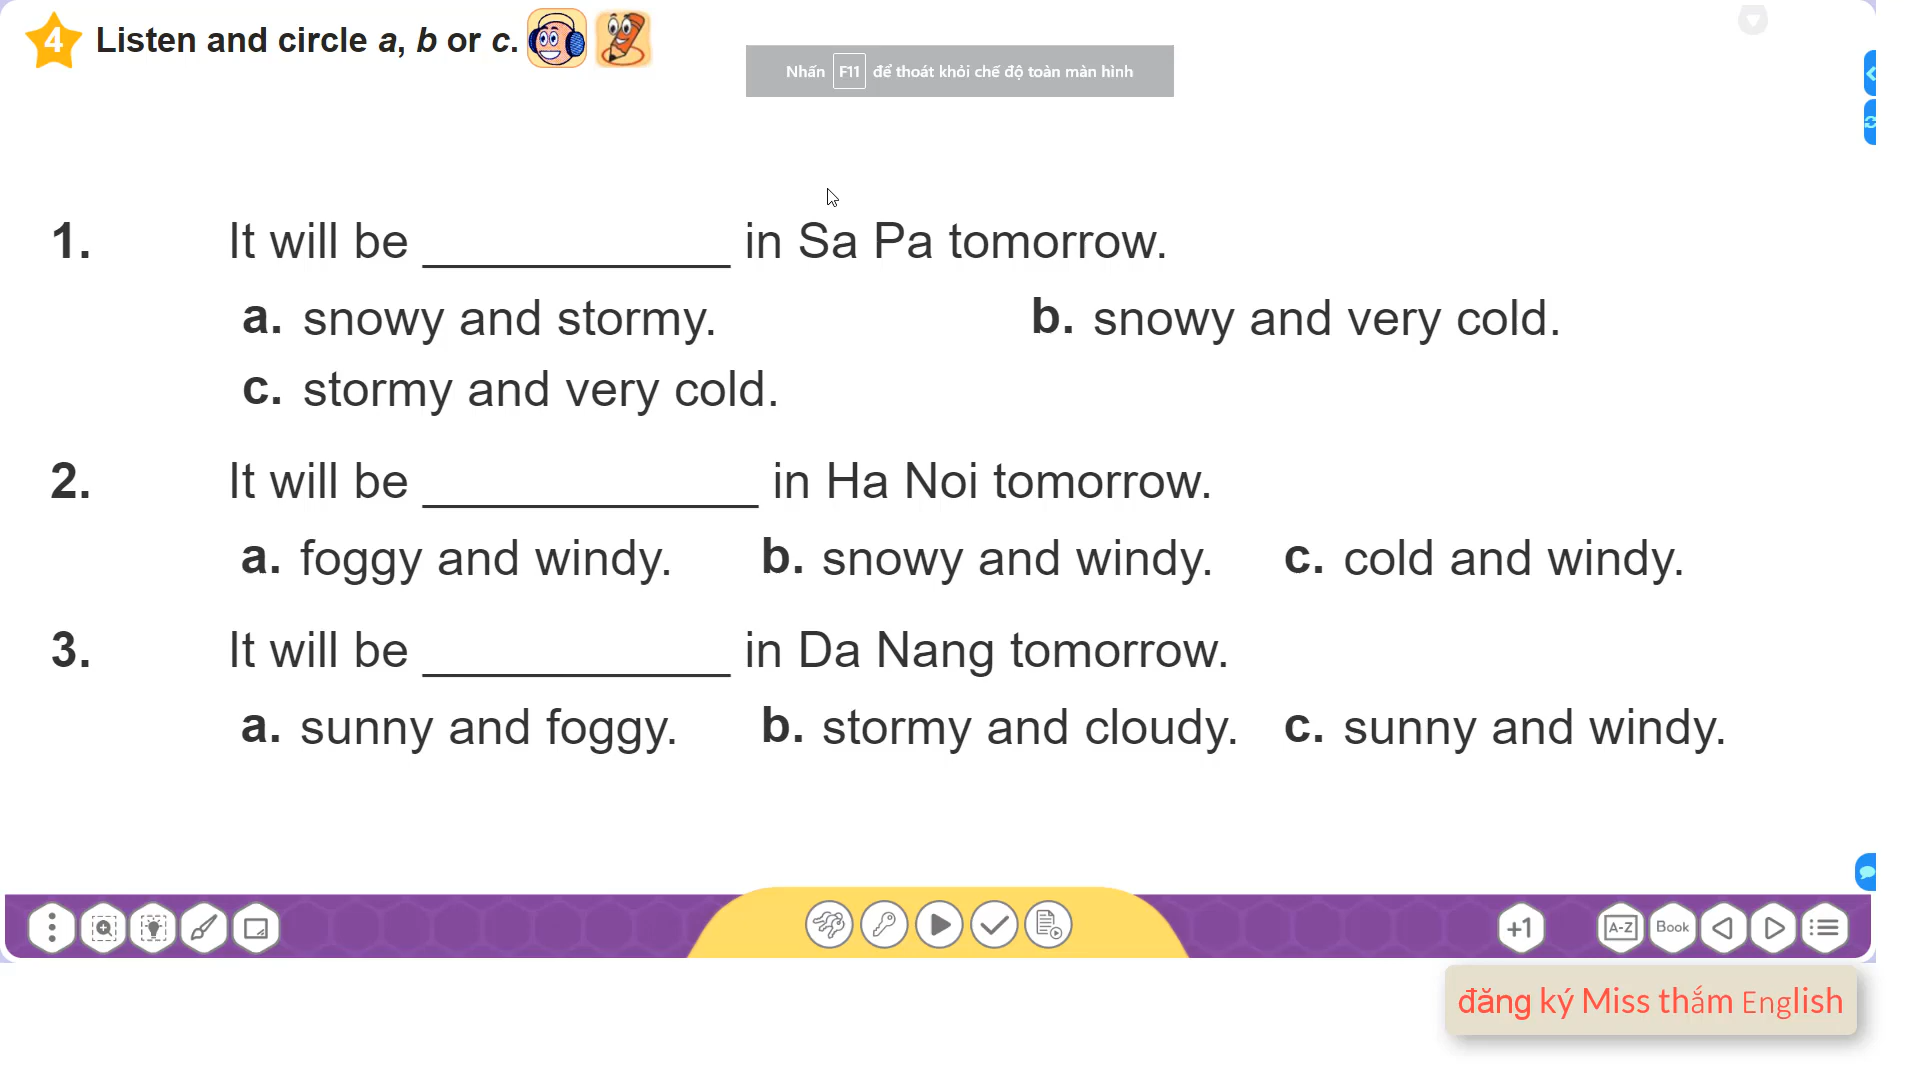 4 Listen and circle a, b or c.
Nhấn F11 để thoát khỏi chế độ toàn màn hình
1. It will be ___________ in Sa Pa tomorrow.
a. snowy and stormy. b. snowy and very cold.
c. stormy and very cold.
2. It will be ____________ in Ha Noi tomorrow.
a. foggy and windy. b. snowy and windy. c. cold and windy.
3. It will be ___________ in Da Nang tomorrow.
a. sunny and foggy. b. stormy and cloudy. c. sunny and windy.
+1 A-Z Book
đăng ký Miss thắm English